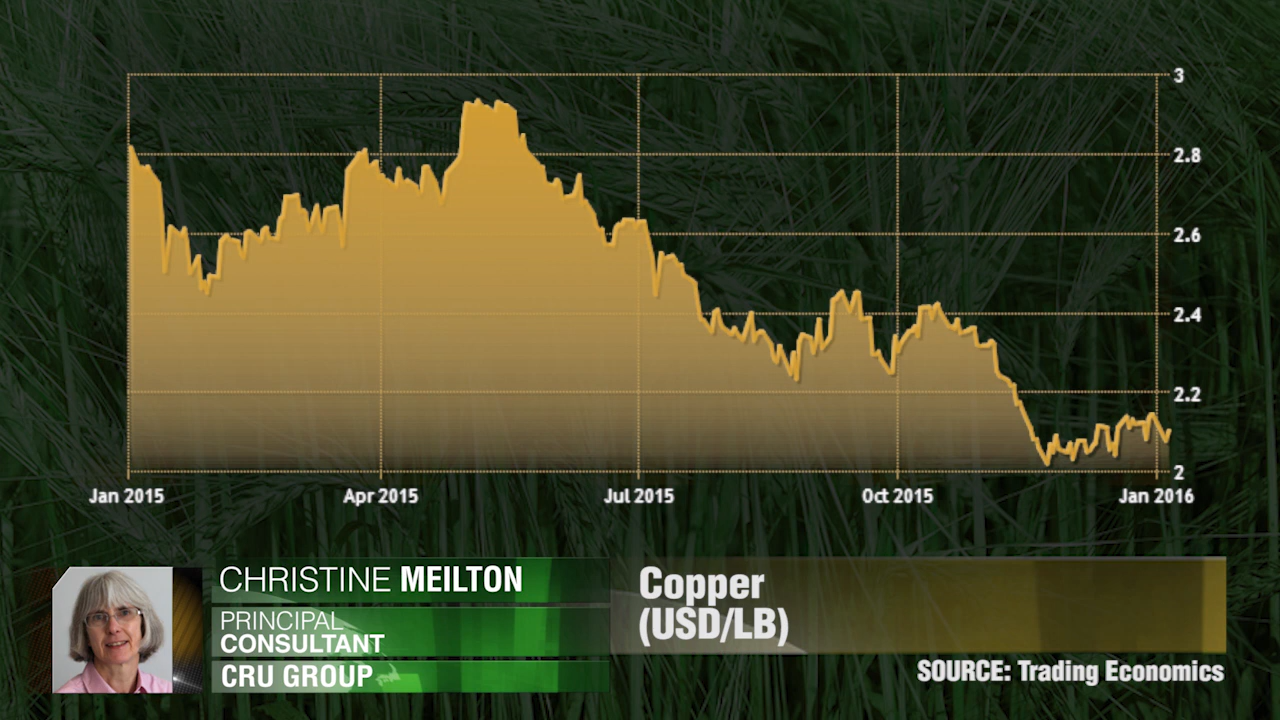 3
2.8
2.6
2.4
2.2
2
Jan 2015
Apr 2015
Jul 2015
Oct 2015
Jan 2016
CHRISTINE MEILTON
PRINCIPAL
CONSULTANT
CRU GROUP
Copper
(USD/LB)
SOURCE: Trading Economics